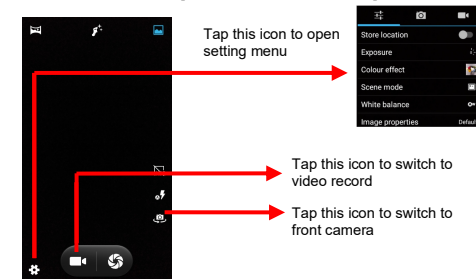 Tap this icon to open
setting menu
Store location
Exposure
Colour effect
Scene mode
White balance
Image properties Default
Tap this icon to switch to
video record
Tap this icon to switch to
front camera